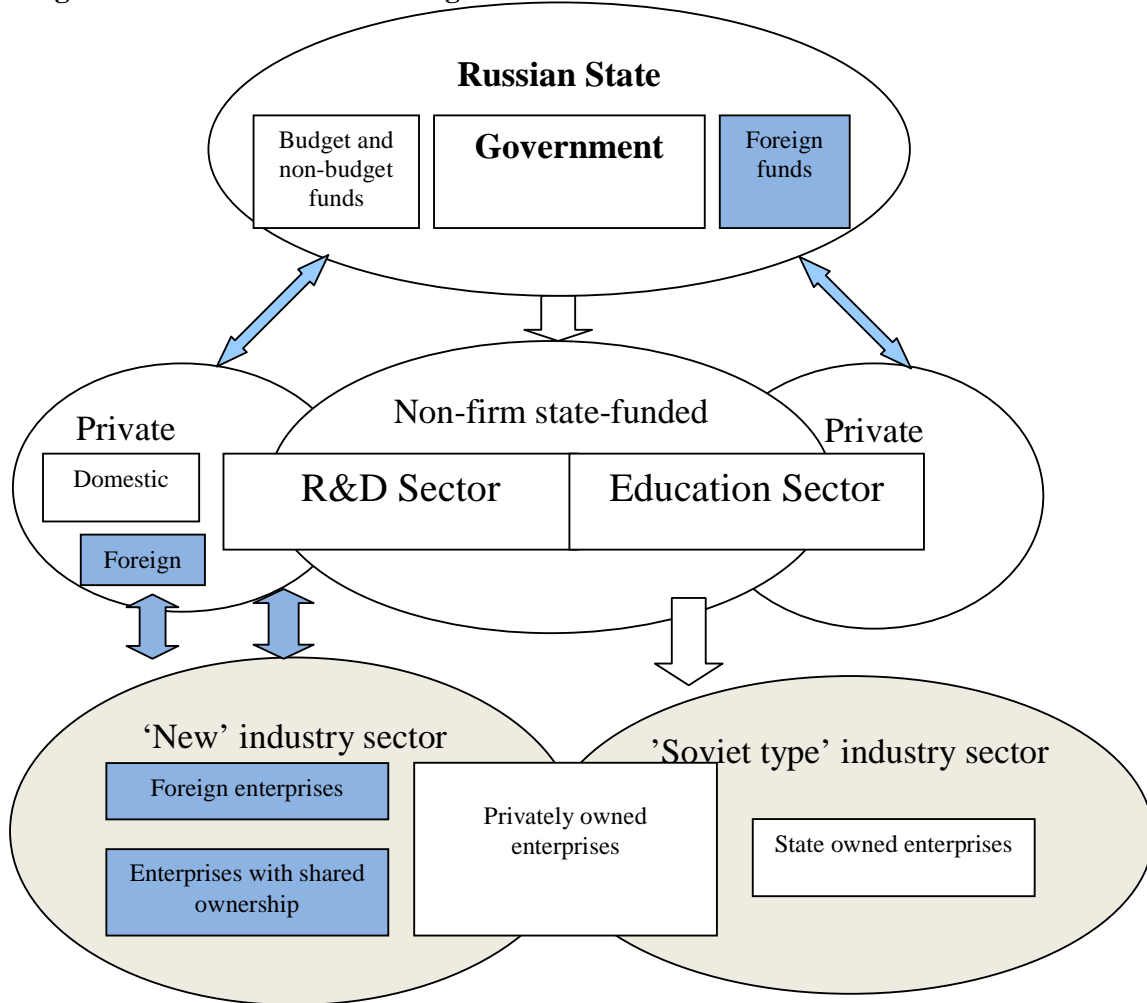 Russian State
Budget and
non-budget
funds
Government
Foreign
funds
Non-firm state-funded
Private
Private
Domestic
R&D Sector
Education Sector
Foreign
‘New’ industry sector
’Soviet type’ industry sector
Foreign enterprises
Privately owned
enterprises
State owned enterprises
Enterprises with shared
ownership